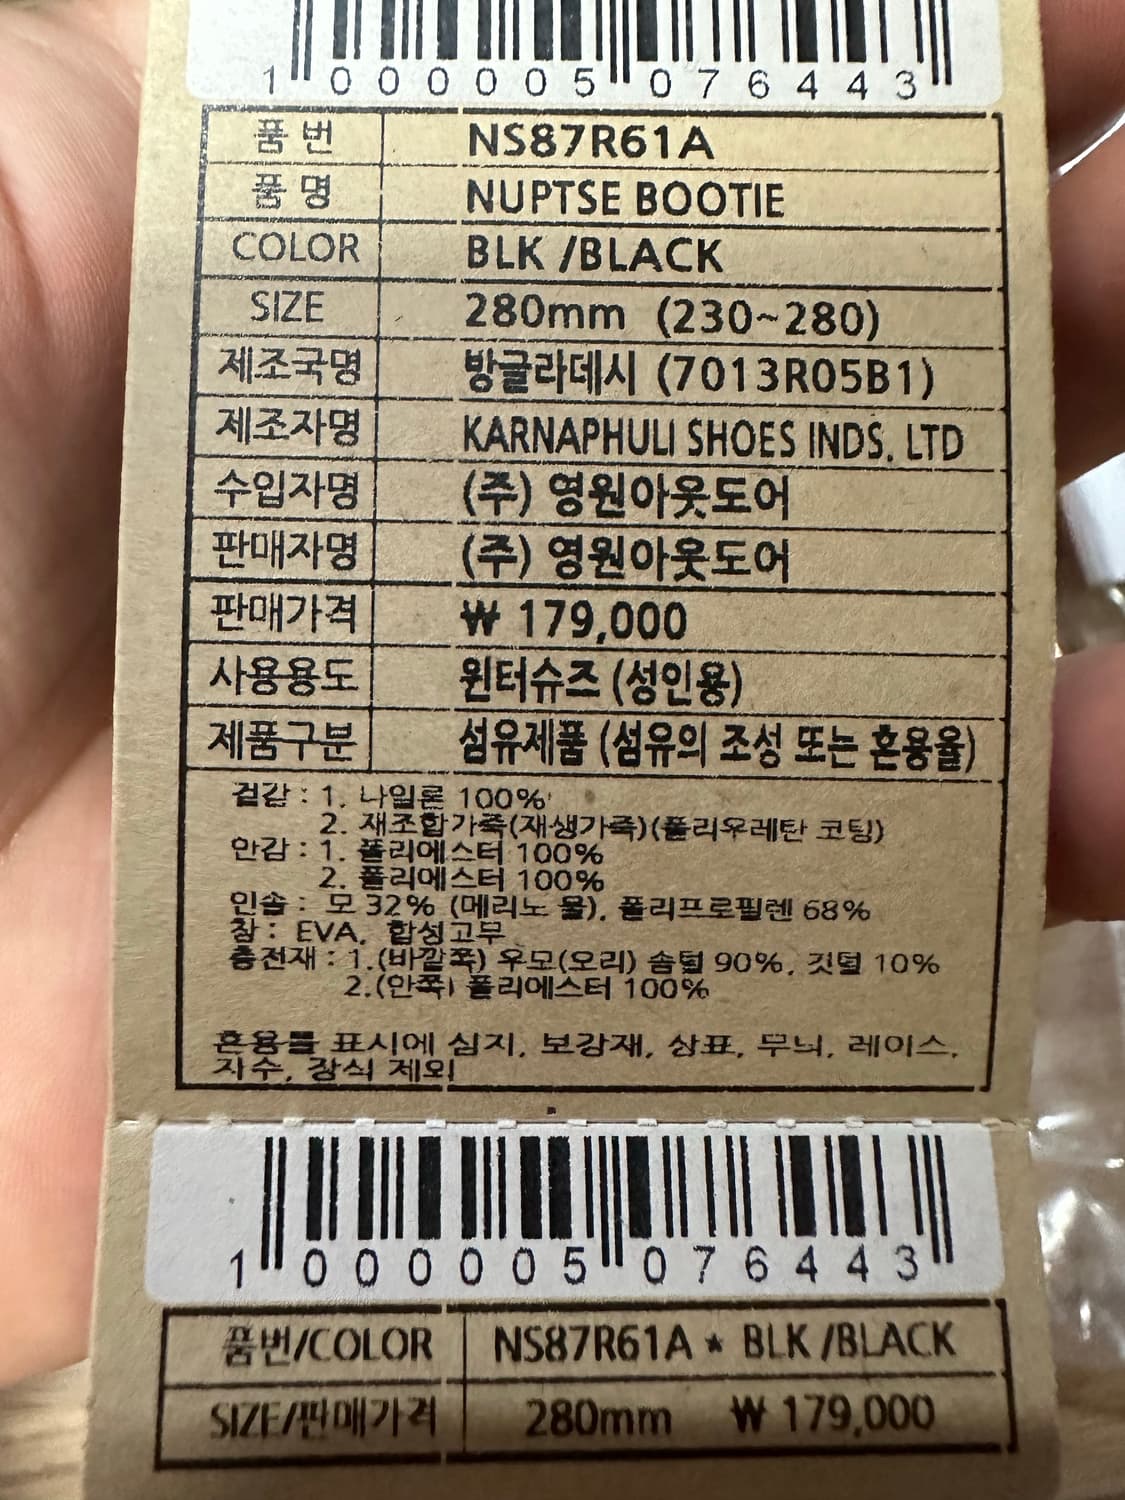 1 000005 076443
품 번 NS87R61A
품 명 NUPTSE BOOTIE
COLOR BLK /BLACK
SIZE 280mm (230~280)
제조국명 방글라데시 (7013R05B1)
제조자명 KARNAPHULI SHOES INDS. LTD
수입자명 (주) 영원아웃도어
판매자명 (주) 영원아웃도어
판매가격 ₩ 179,000
사용용도 윈터슈즈 (성인용)
제품구분 섬유제품 (섬유의 조성 또는 혼용율)
겉감 : 1. 나일론 100%
2. 재조합가죽(재생가죽)(폴리우레탄 코팅)
안감 : 1. 폴리에스터 100%
2. 폴리에스터 100%
인솔 : 모 32% (메리노 울), 폴리프로필렌 68%
창 : EVA, 합성고무
충전재 : 1.(바깥쪽) 우모(오리) 솜털 90%, 깃털 10%
2.(안쪽) 폴리에스터 100%
혼용률 표시에 심지, 보강재, 상표, 무늬, 레이스,
자수, 장식 제외
1 000005 076443
품번/COLOR NS87R61A * BLK /BLACK
SIZE/판매가격 280mm ₩ 179,000